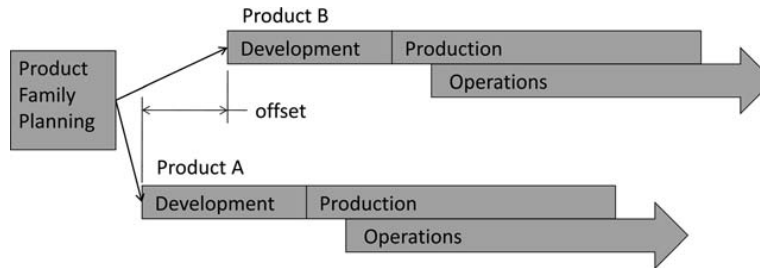 Product B
Development
Production
Operations
Product
Family
Planning
offset
Product A
Development
Production
Operations